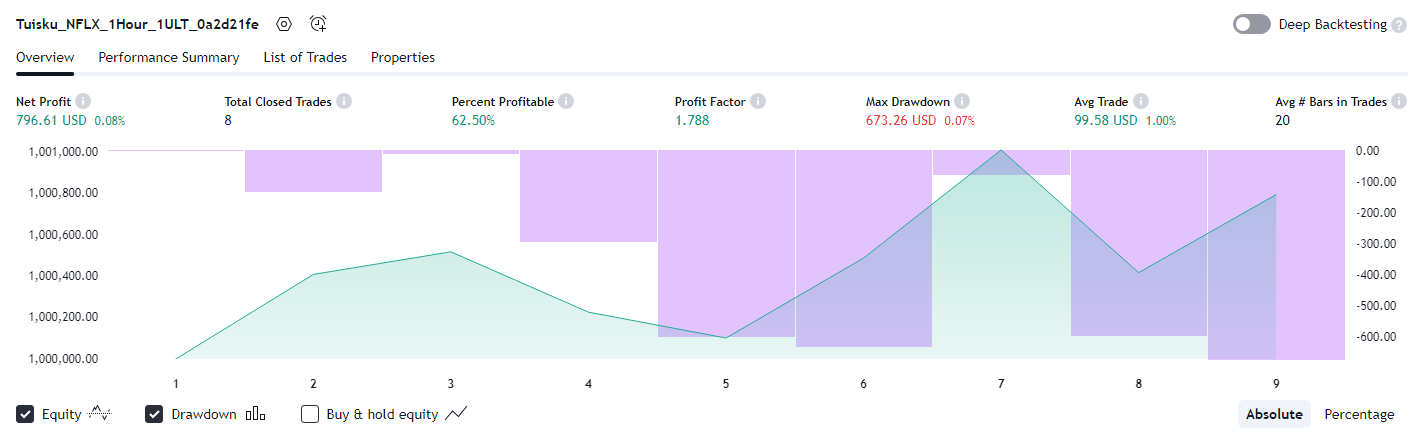 Tuisku_NFLX_1Hour_1ULT_0a2d21fe
Deep Backtesting ?
Overview Performance Summary List of Trades Properties
Net Profit i Total Closed Trades i Percent Profitable i Profit Factor i Max Drawdown i Avg Trade i Avg # Bars in Trades i
796.61 USD 0.08% 8 62.50% 1.788 673.26 USD 0.07% 99.58 USD 1.00% 20
1,001,000.00 0.00
1,000,800.00 -100.00
1,000,600.00 -200.00
1,000,400.00 -300.00
1,000,200.00 -400.00
1,000,000.00 -500.00
-600.00
1 2 3 4 5 6 7 8 9
Equity Drawdown Buy & hold equity Absolute Percentage